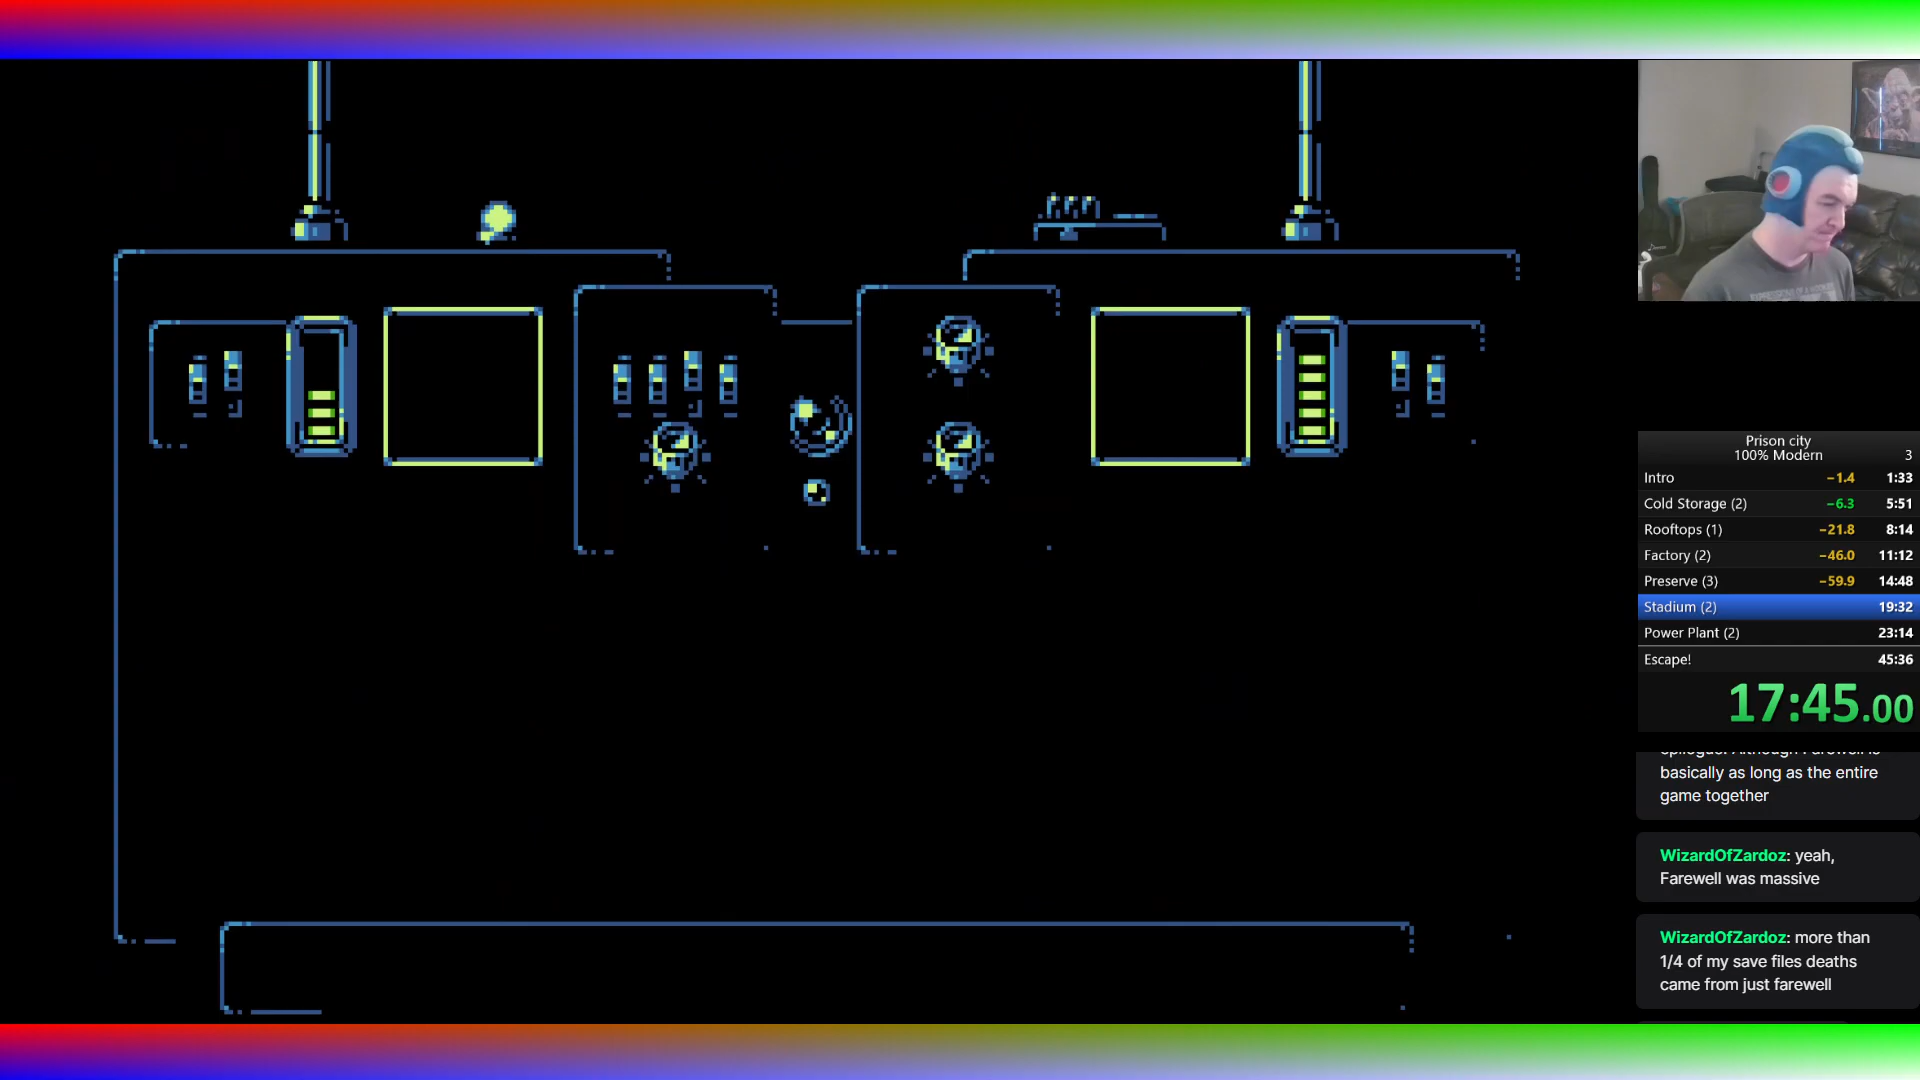 Prison city
100% Modern 3
Intro −1.4 1:33
Cold Storage (2) −6.3 5:51
Rooftops (1) −21.8 8:14
Factory (2) −46.0 11:12
Preserve (3) −59.9 14:48
Stadium (2) 19:32
Power Plant (2) 23:14
Escape! 45:36
17:45.00
basically as long as the entire
game together
WizardOfZardoz: yeah,
Farewell was massive
WizardOfZardoz: more than
1/4 of my save files deaths
came from just farewell